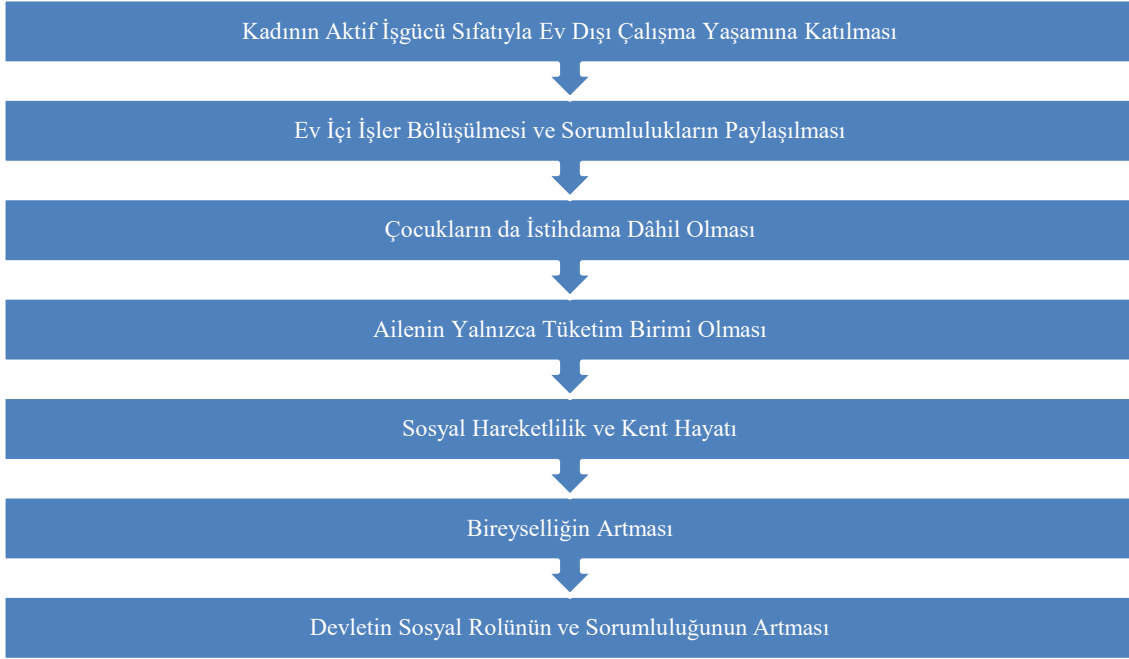 Kadının Aktif İşgücü Sıfatıyla Ev Dışı Çalışma Yaşamına Katılması
Ev İçi İşler Bölüşülmesi ve Sorumlulukların Paylaşılması
Çocukların da İstihdama Dâhil Olması
Ailenin Yalnızca Tüketim Birimi Olması
Sosyal Hareketlilik ve Kent Hayatı
Bireyselliğin Artması
Devletin Sosyal Rolünün ve Sorumluluğunun Artması